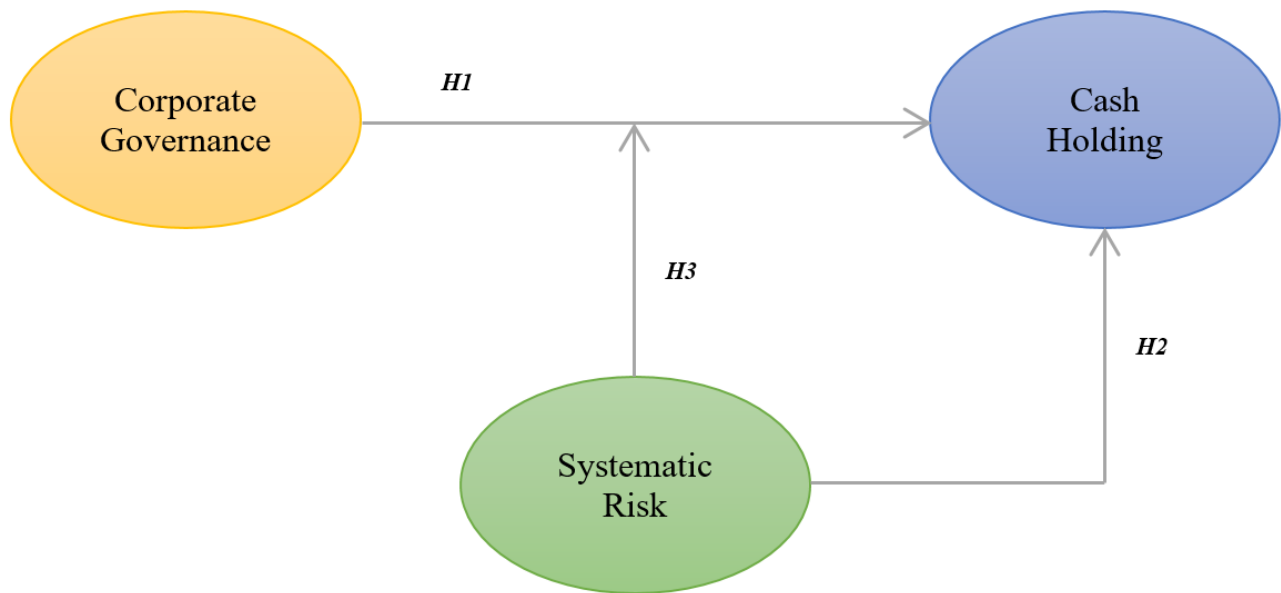 Corporate
Governance
H1
Cash
Holding
H3
H2
Systematic
Risk